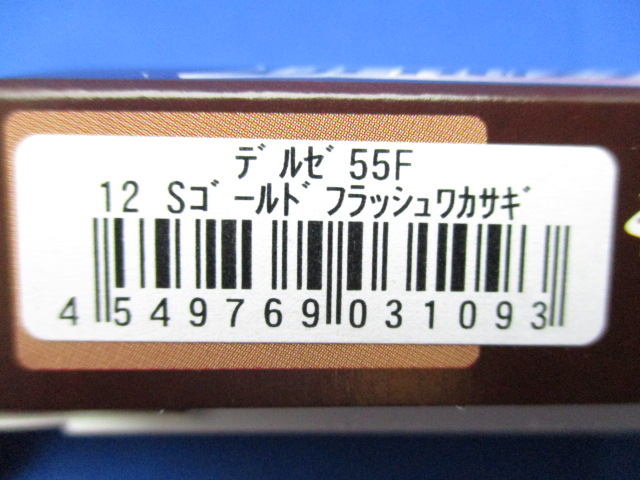 ﾃﾞﾙｾﾞ 55F
12 Sｺﾞｰﾙﾄﾞﾌﾗｯｼｭﾜｶｻｷﾞ
4 549769 031093